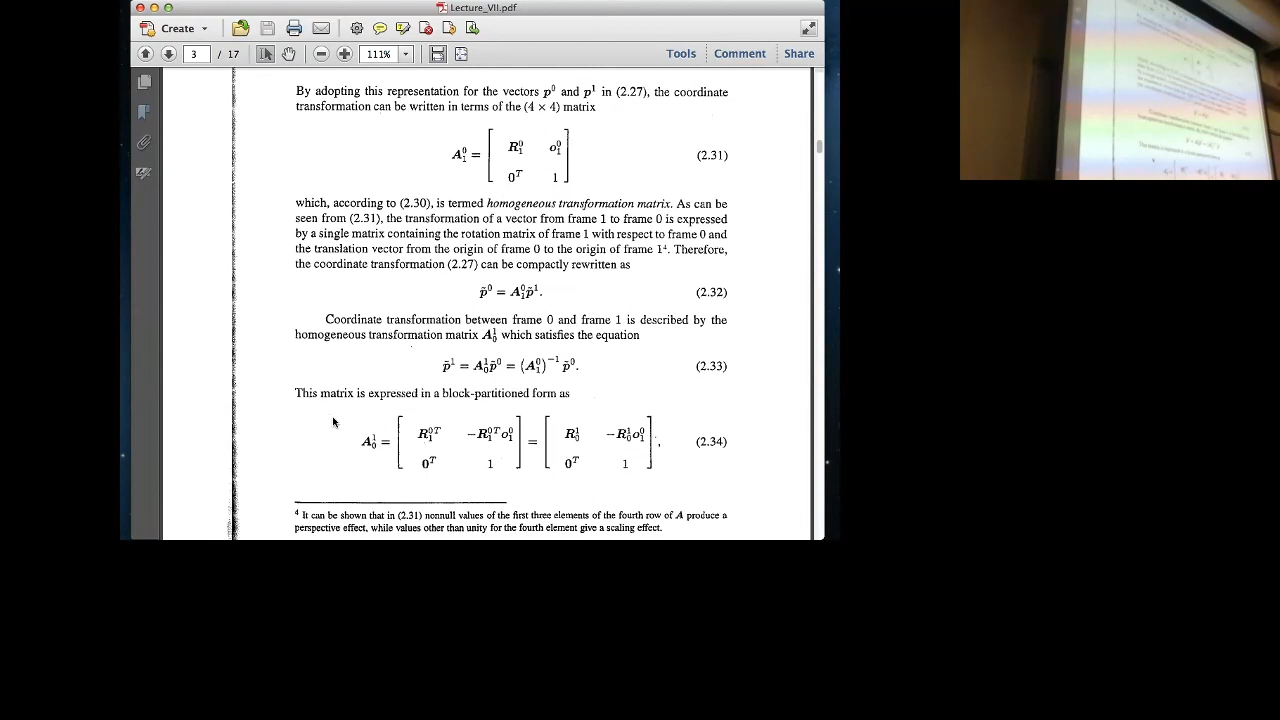 Lecture_VII.pdf
Create
3 / 17
111%
Tools Comment Share
By adopting this representation for the vectors p⁰ and p¹ in (2.27), the coordinate
transformation can be written in terms of the (4 × 4) matrix
A₁⁰ = [ R₁⁰ o₁⁰
0ᵀ 1 ] (2.31)
which, according to (2.30), is termed homogeneous transformation matrix. As can be
seen from (2.31), the transformation of a vector from frame 1 to frame 0 is expressed
by a single matrix containing the rotation matrix of frame 1 with respect to frame 0 and
the translation vector from the origin of frame 0 to the origin of frame 1⁴. Therefore,
the coordinate transformation (2.27) can be compactly rewritten as
p̃⁰ = A₁⁰p̃¹. (2.32)
Coordinate transformation between frame 0 and frame 1 is described by the
homogeneous transformation matrix A₀¹ which satisfies the equation
p̃¹ = A₀¹p̃⁰ = (A₁⁰)⁻¹ p̃⁰. (2.33)
This matrix is expressed in a block-partitioned form as
A₀¹ = [ R₁⁰ᵀ −R₁⁰ᵀo₁⁰ ] = [ R₀¹ −R₀¹o₁⁰ ], (2.34)
0ᵀ 1 0ᵀ 1
⁴ It can be shown that in (2.31) nonnull values of the first three elements of the fourth row of A produce a
perspective effect, while values other than unity for the fourth element give a scaling effect.